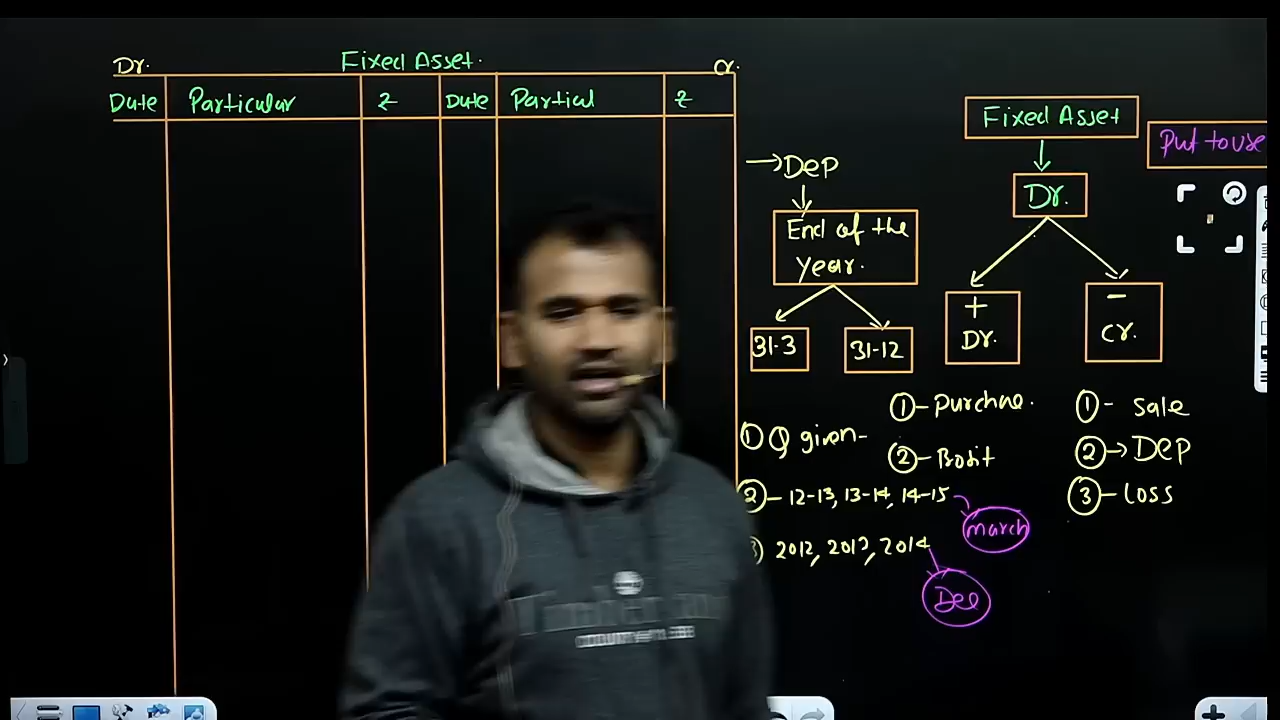 Dr. Fixed Asset. Cr.
Date Particular ₹ Date Partial ₹
→Dep
End of the
year.
31-3 31-12
① Q given-
②- 12-13, 13-14, 14-15
march
2012, 2013, 2014
Dec
Fixed Asset
Put to use
Dr.
+
Dr.
-
Cr.
①- Purchase.
②-
①- Sale
②→Dep
③- Loss